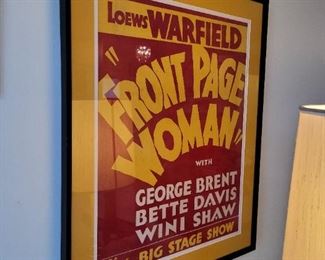 LOEWS WARFIELD
"FRONT PAGE
WOMAN"
WITH
GEORGE BRENT
BETTE DAVIS
WINI SHAW
BIG STAGE SHOW